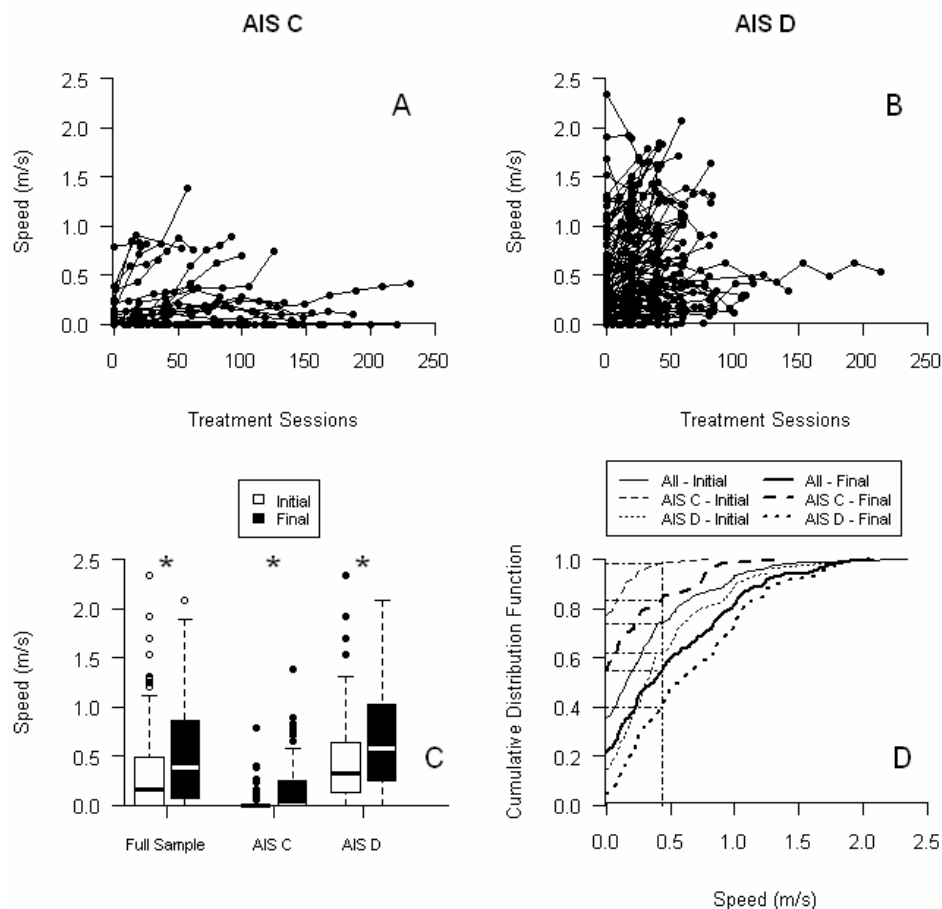 AIS C
AIS D
2.5
2.0
1.5
1.0
0.5
0.0
Speed (m/s)
A
0 50 100 150 200 250
Treatment Sessions
2.5
2.0
1.5
1.0
0.5
0.0
Speed (m/s)
B
0 50 100 150 200 250
Treatment Sessions
Initial
Final
2.5
2.0
1.5
1.0
0.5
0.0
Speed (m/s)
* * *
C
Full Sample AIS C AIS D
All - Initial All - Final
AIS C - Initial AIS C - Final
AIS D - Initial AIS D - Final
1.0
0.8
0.6
0.4
0.2
0.0
Cumulative Distribution Function
D
0.0 0.5 1.0 1.5 2.0 2.5
Speed (m/s)